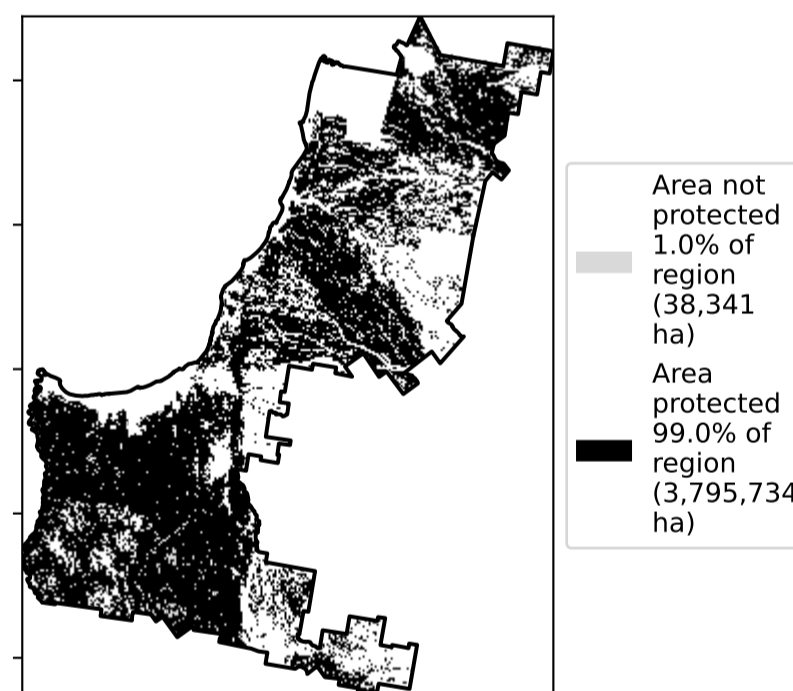 Area not
protected
1.0% of
region
(38,341
ha)
Area
protected
99.0% of
region
(3,795,734
ha)